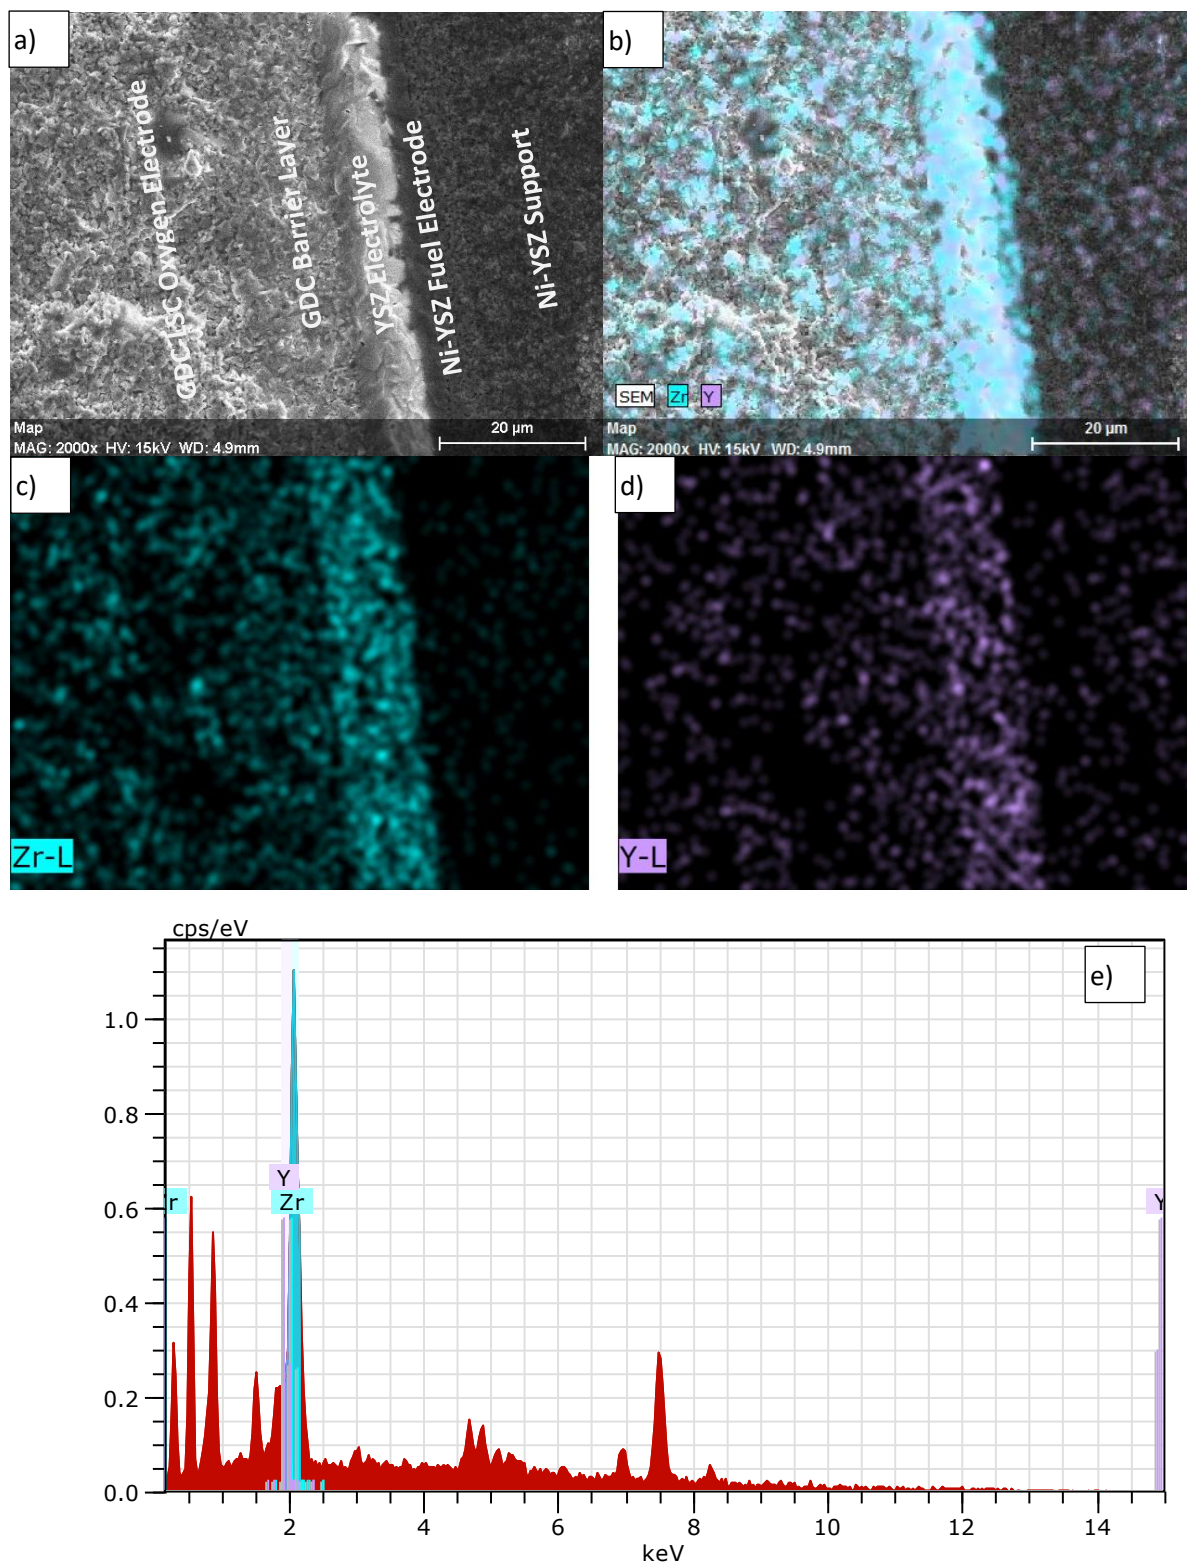 a)
GDC-LSC Oxygen Electrode
GDC Barrier Layer
YSZ Electrolyte
Ni-YSZ Fuel Electrode
Ni-YSZ Support
Map
MAG: 2000x HV: 15kV WD: 4.9mm
20 µm
b)
SEM Zr Y
Map
MAG: 2000x HV: 15kV WD: 4.9mm
20 µm
c)
Zr-L
d)
Y-L
cps/eV
e)
1.0
0.8
Y
0.6
r
Zr
Y
0.4
0.2
0.0
2 4 6 8 10 12 14
keV